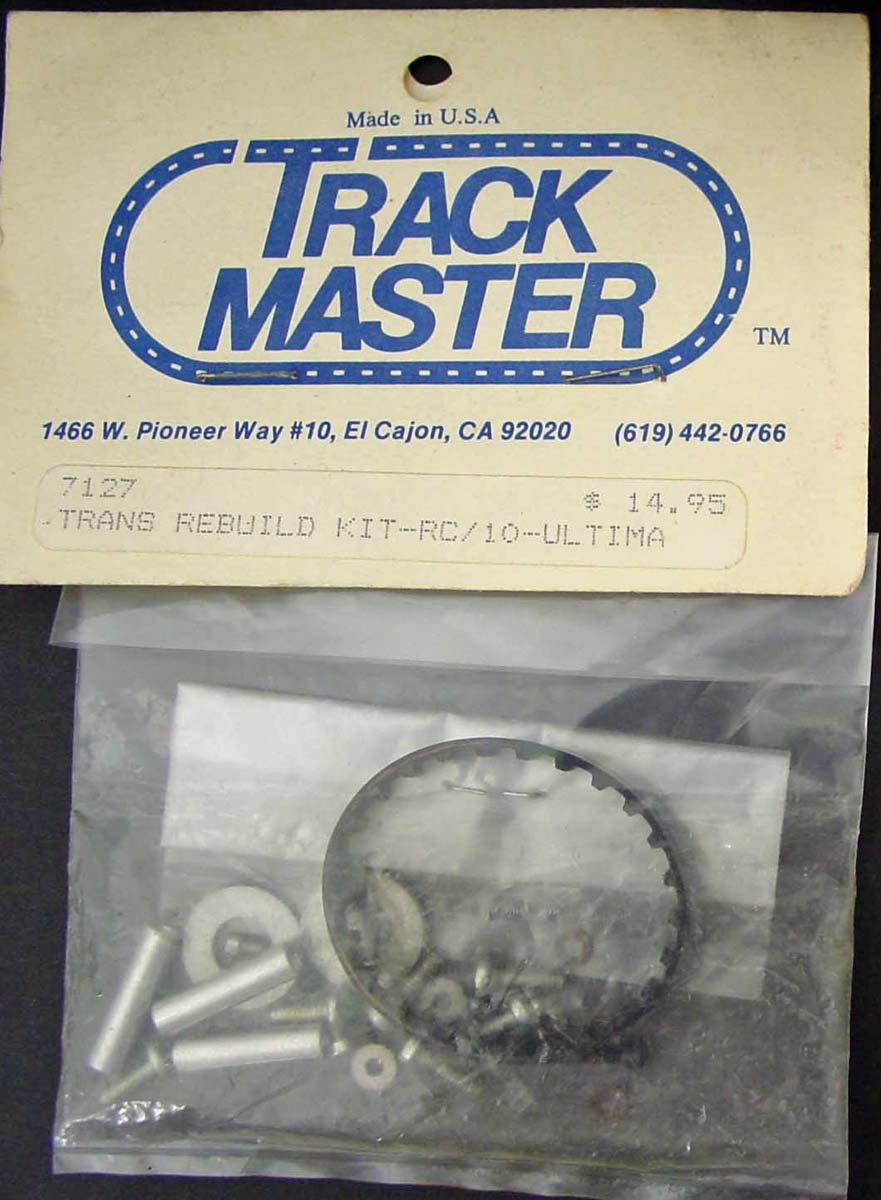 Made in U.S.A
TRACK
MASTER
TM
1466 W. Pioneer Way #10, El Cajon, CA 92020 (619) 442-0766
7127 $ 14.95
TRANS REBUILD KIT-RC/10-ULTIMA